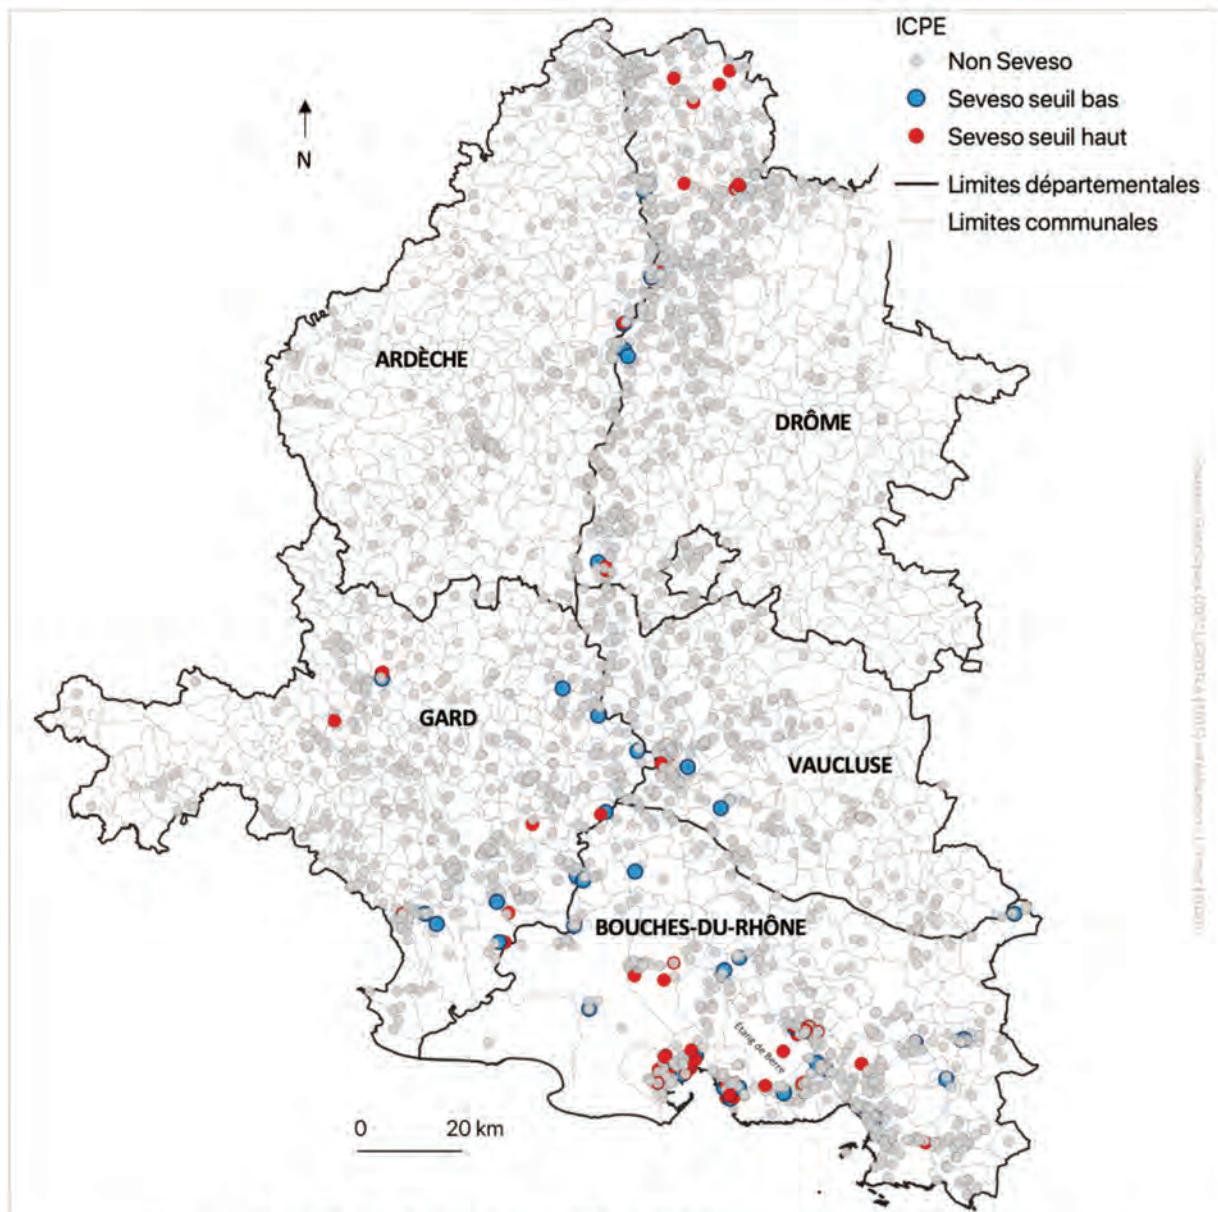 ICPE
Non Seveso
Seveso seuil bas
Seveso seuil haut
Limites départementales
Limites communales
N
ARDÈCHE
DRÔME
GARD
VAUCLUSE
BOUCHES-DU-RHÔNE
Étang de Berre
0 20 km